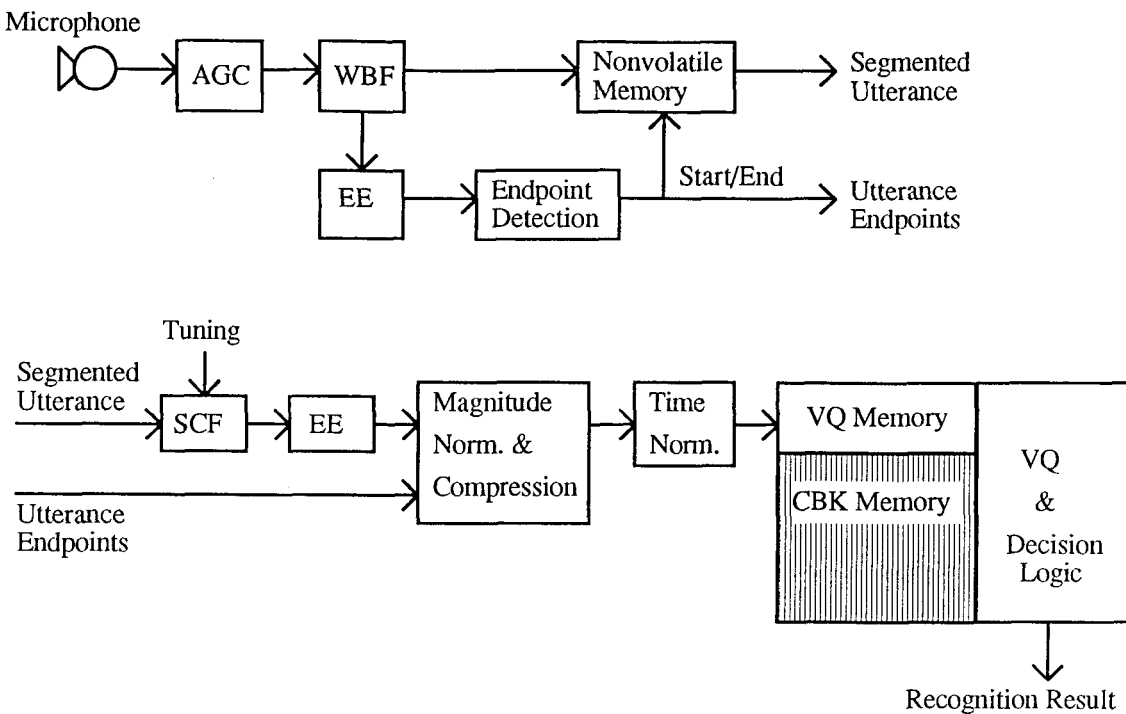 Microphone
AGC
WBF
Nonvolatile
Memory
Segmented
Utterance
EE
Endpoint
Detection
Start/End
Utterance
Endpoints
Tuning
Segmented
Utterance
SCF
EE
Magnitude
Norm. &
Compression
Time
Norm.
VQ Memory
CBK Memory
VQ
&
Decision
Logic
Utterance
Endpoints
Recognition Result